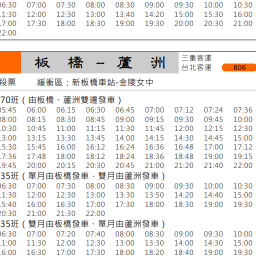 06:30 07:00 07:30 08:00 08:30 09:00 09:30 10:00 10:30
11:30 12:00 12:30 13:00 13:40 14:20 15:00 15:30 16:00
17:00 17:30 18:00 18:30 19:00 19:30 20:00 20:30 21:00
22:00
板橋－蘆洲
三重客運
台北客運 806
段票 緩衝區：新板橋車站-金陵女中
70班（由板橋、蘆洲雙邊發車）
05:45 06:00 06:15 06:30 06:45 07:00 07:12 07:24 07:36
08:00 08:15 08:30 08:45 09:00 09:15 09:30 09:45 10:00
10:30 10:45 11:00 11:15 11:30 11:45 12:00 12:15 12:30
13:00 13:15 13:30 13:45 14:00 14:15 14:30 14:45 15:00
15:30 15:45 16:00 16:12 16:24 16:36 16:48 17:00 17:12
17:36 17:48 18:00 18:12 18:24 18:36 18:48 19:00 19:15
19:45 20:00 20:15 20:30 20:45 21:00 21:20 21:40 22:00
35班（單月由板橋發車，雙月由蘆洲發車）
06:30 07:00 07:30 08:00 08:30 09:00 09:30 10:00 10:30
11:30 12:00 12:30 13:00 13:30 13:50 14:20 14:40 15:00
15:40 16:00 16:30 17:00 17:30 18:00 18:30 19:00 19:30
20:30 21:00 21:30 22:00
35班（雙月由板橋發車、單月由蘆洲發車）
06:30 07:00 07:20 07:40 08:00 08:30 09:00 09:30 10:00
11:00 11:30 12:00 12:30 13:00 13:30 14:00 14:30 15:00
16:00 16:30 17:00 17:30 18:00 18:20 18:40 19:00 19:30